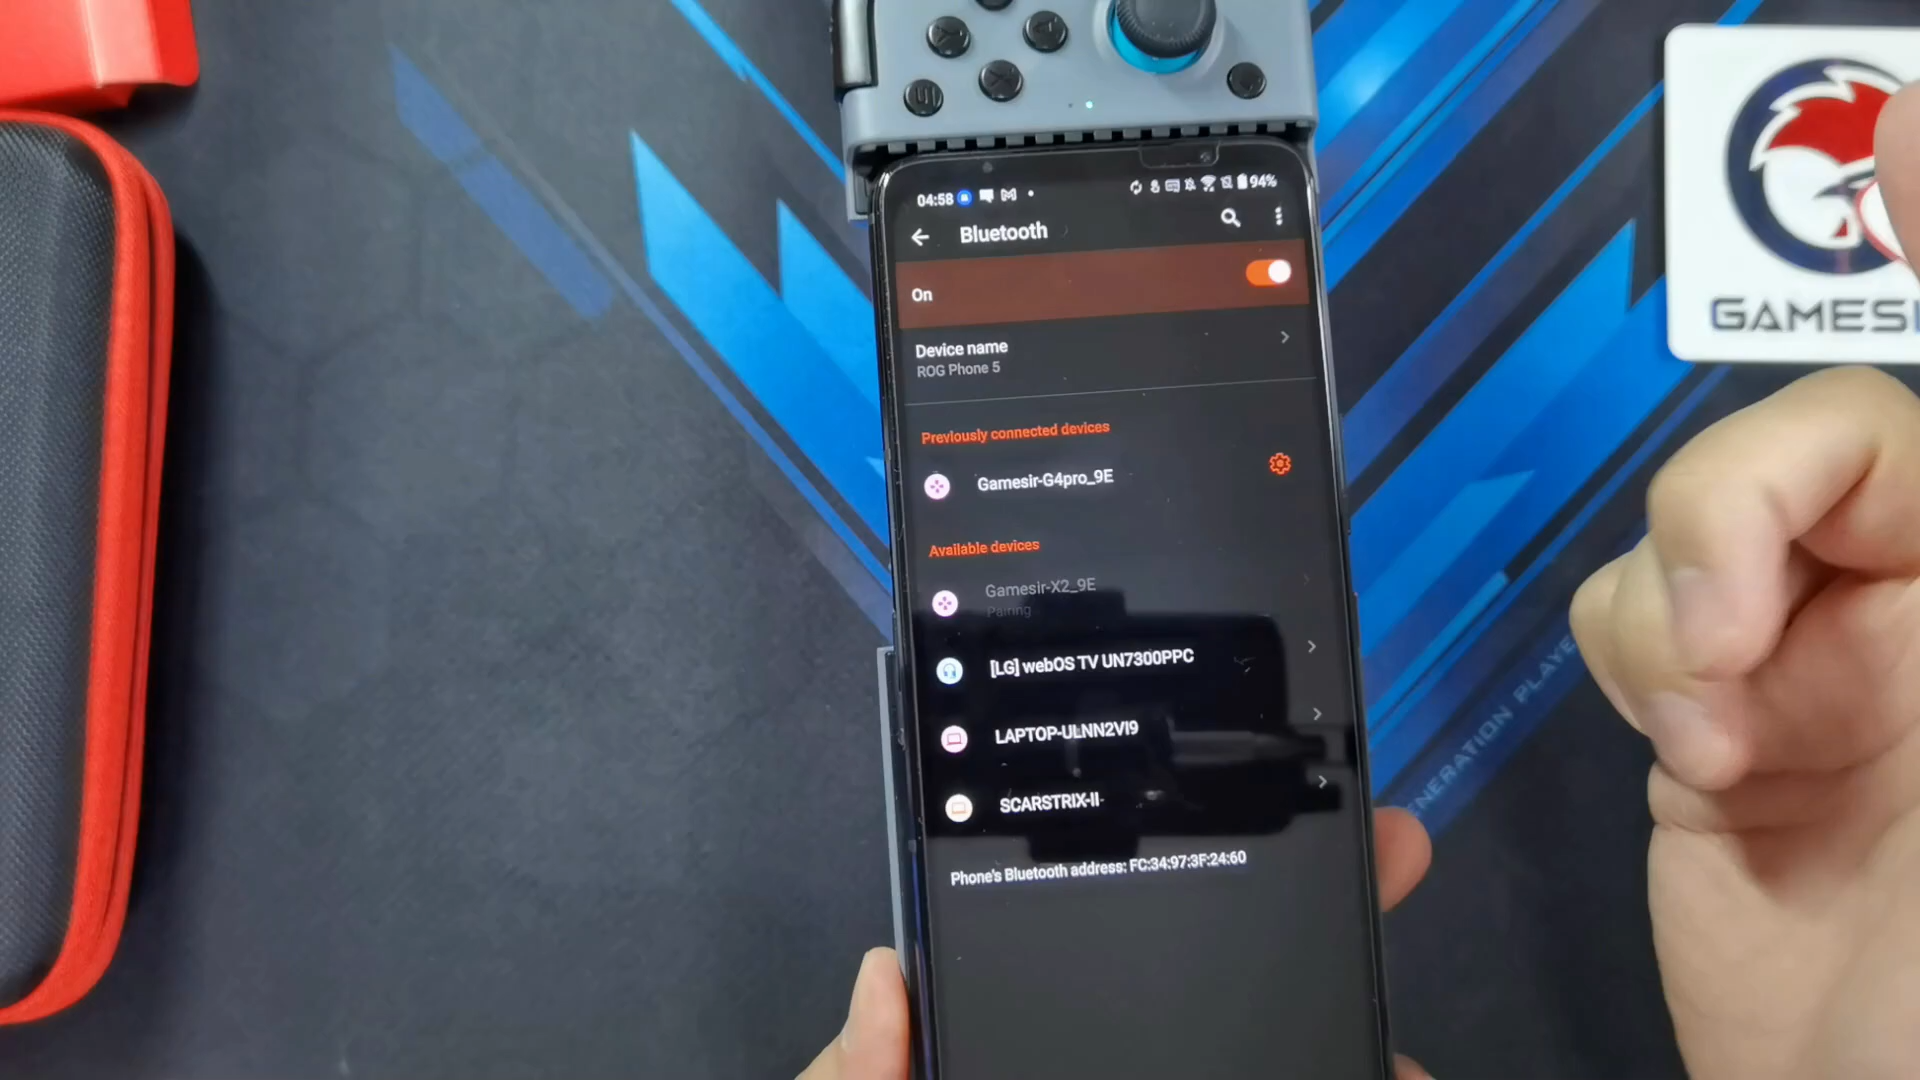 Y
A
X
04:58
94%
Bluetooth
On
Device name
ROG Phone 5
Previously connected devices
Gamesir-G4pro_9E
Available devices
Gamesir-X2_9E
Pairing
[LG] webOS TV UN7300PPC
LAPTOP-ULNN2VI9
SCARSTRIX-II
Phone's Bluetooth address: FC:34:97:3F:24:60
GAMESI
ENERATION PLAYE